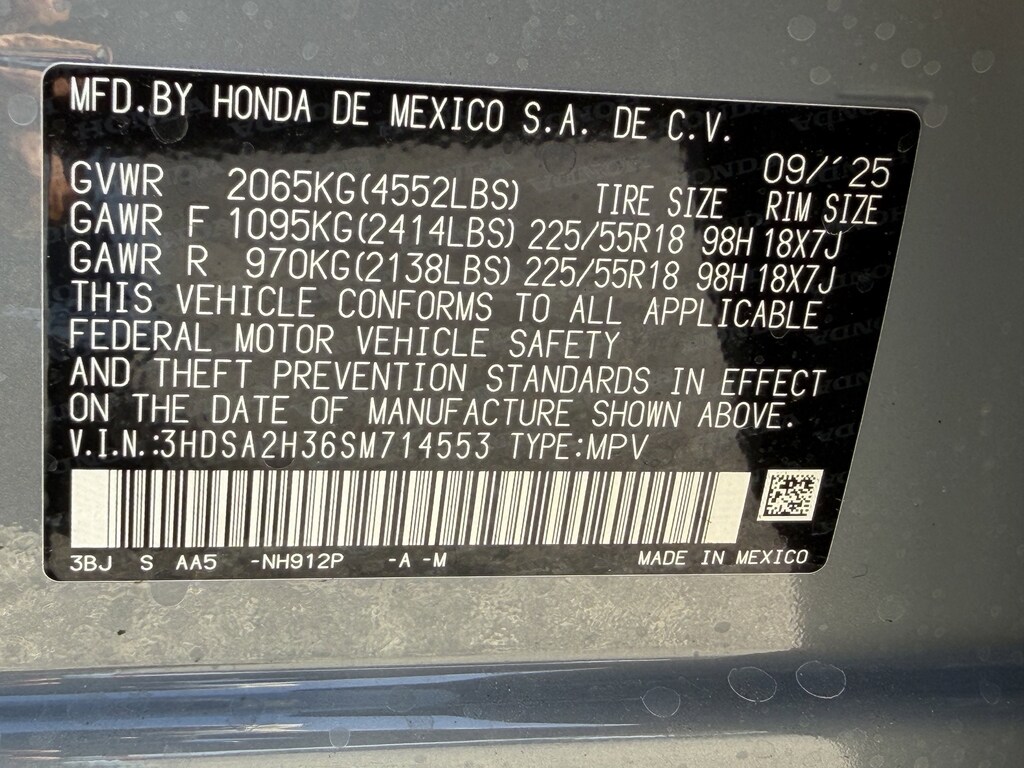 MFD.BY HONDA DE MEXICO S.A. DE C.V.
09/'25
GVWR 2065KG(4552LBS) TIRE SIZE RIM SIZE
GAWR F 1095KG(2414LBS) 225/55R18 98H 18X7J
GAWR R 970KG(2138LBS) 225/55R18 98H 18X7J
THIS VEHICLE CONFORMS TO ALL APPLICABLE
FEDERAL MOTOR VEHICLE SAFETY
AND THEFT PREVENTION STANDARDS IN EFFECT
ON THE DATE OF MANUFACTURE SHOWN ABOVE.
V.I.N.:3HDSA2H36SM714553 TYPE:MPV
3BJ S AA5 -NH912P -A -M MADE IN MEXICO